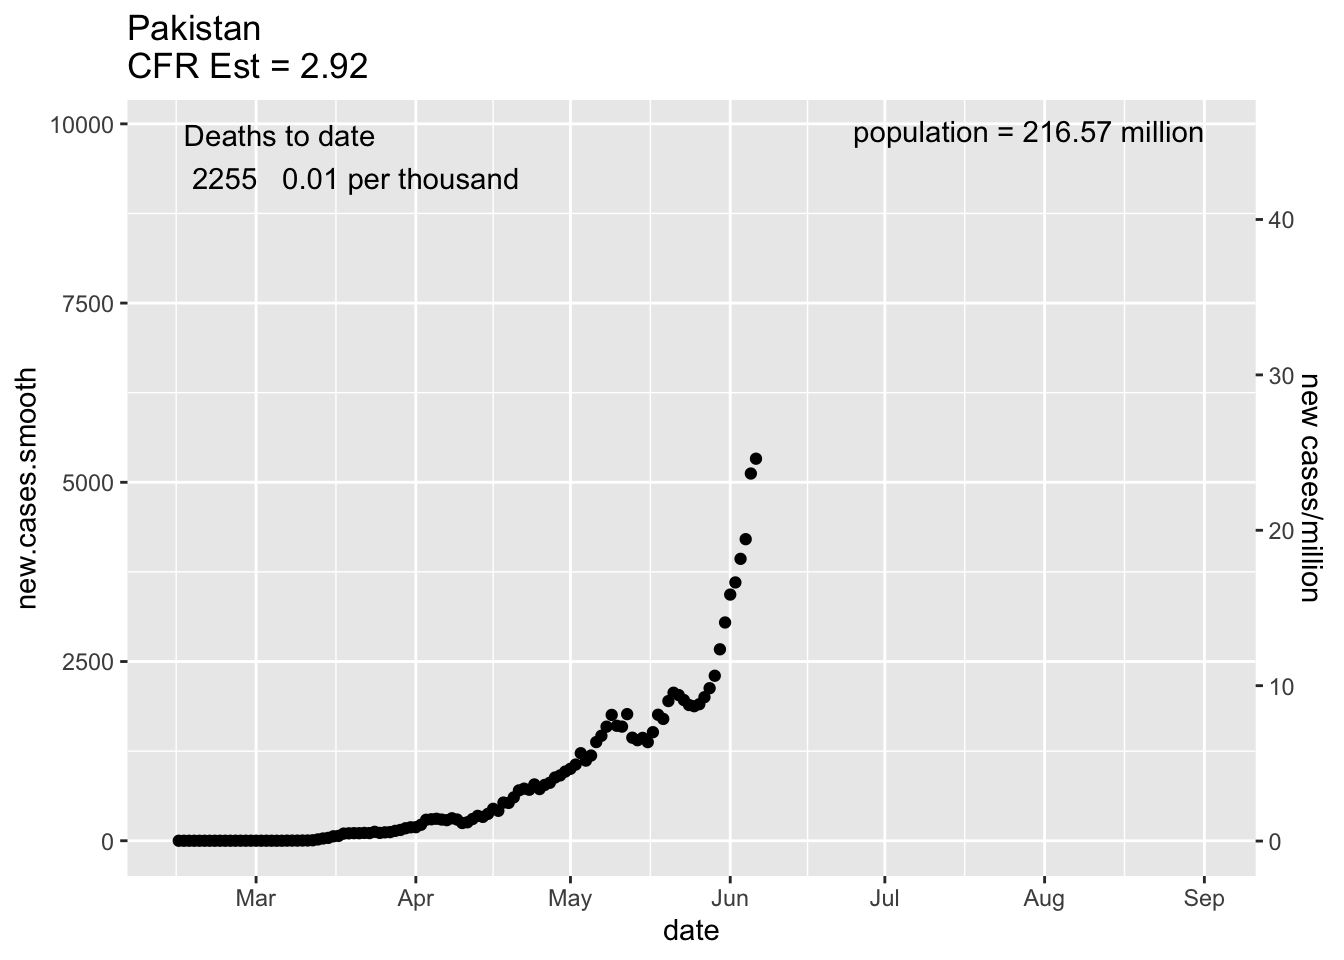 Pakistan
CFR Est = 2.92
Deaths to date
2255 0.01 per thousand
population = 216.57 million
10000
7500
5000
2500
0
new.cases.smooth
40
30
20
10
0
new cases/million
Mar Apr May Jun Jul Aug Sep
date